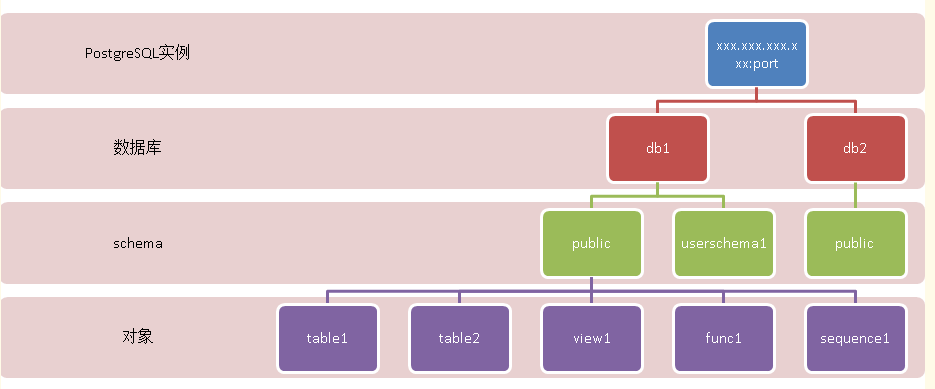 PostgreSQL实例
xxx.xxx.xxx.x
xx:port
数据库
db1
db2
schema
public
userschema1
public
对象
table1
table2
view1
func1
sequence1